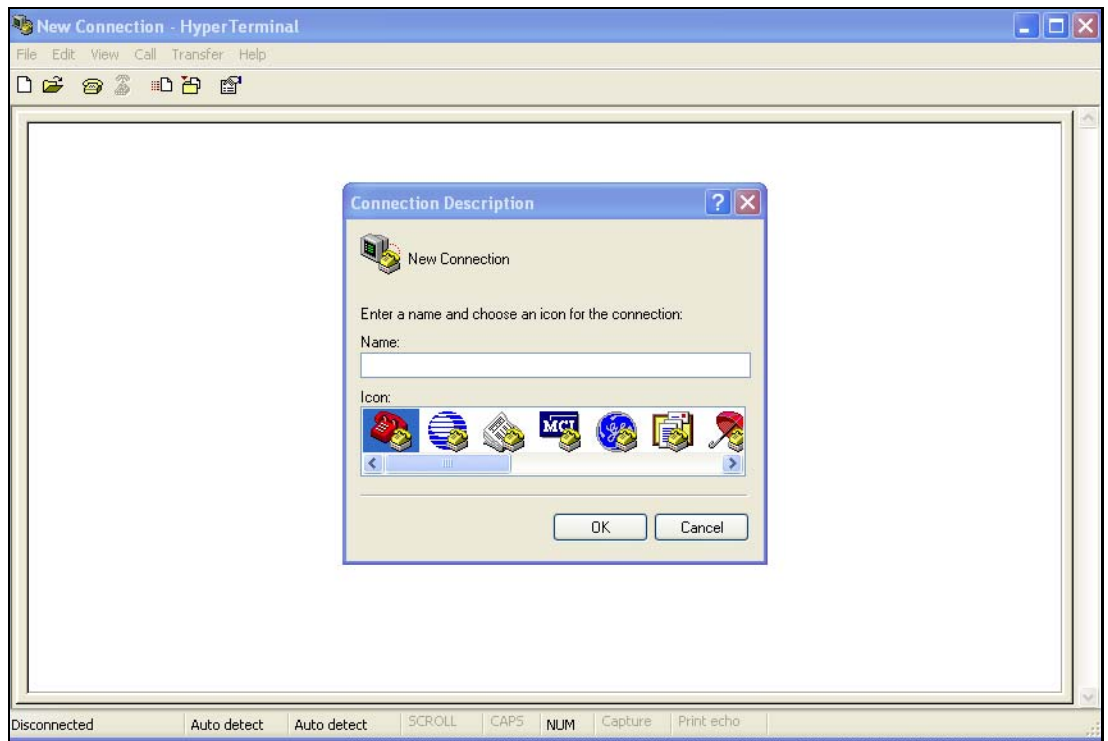 New Connection - HyperTerminal
File Edit View Call Transfer Help
Connection Description
New Connection
Enter a name and choose an icon for the connection:
Name:
Icon:
MCI
OK Cancel
Disconnected Auto detect Auto detect SCROLL CAPS NUM Capture Print echo